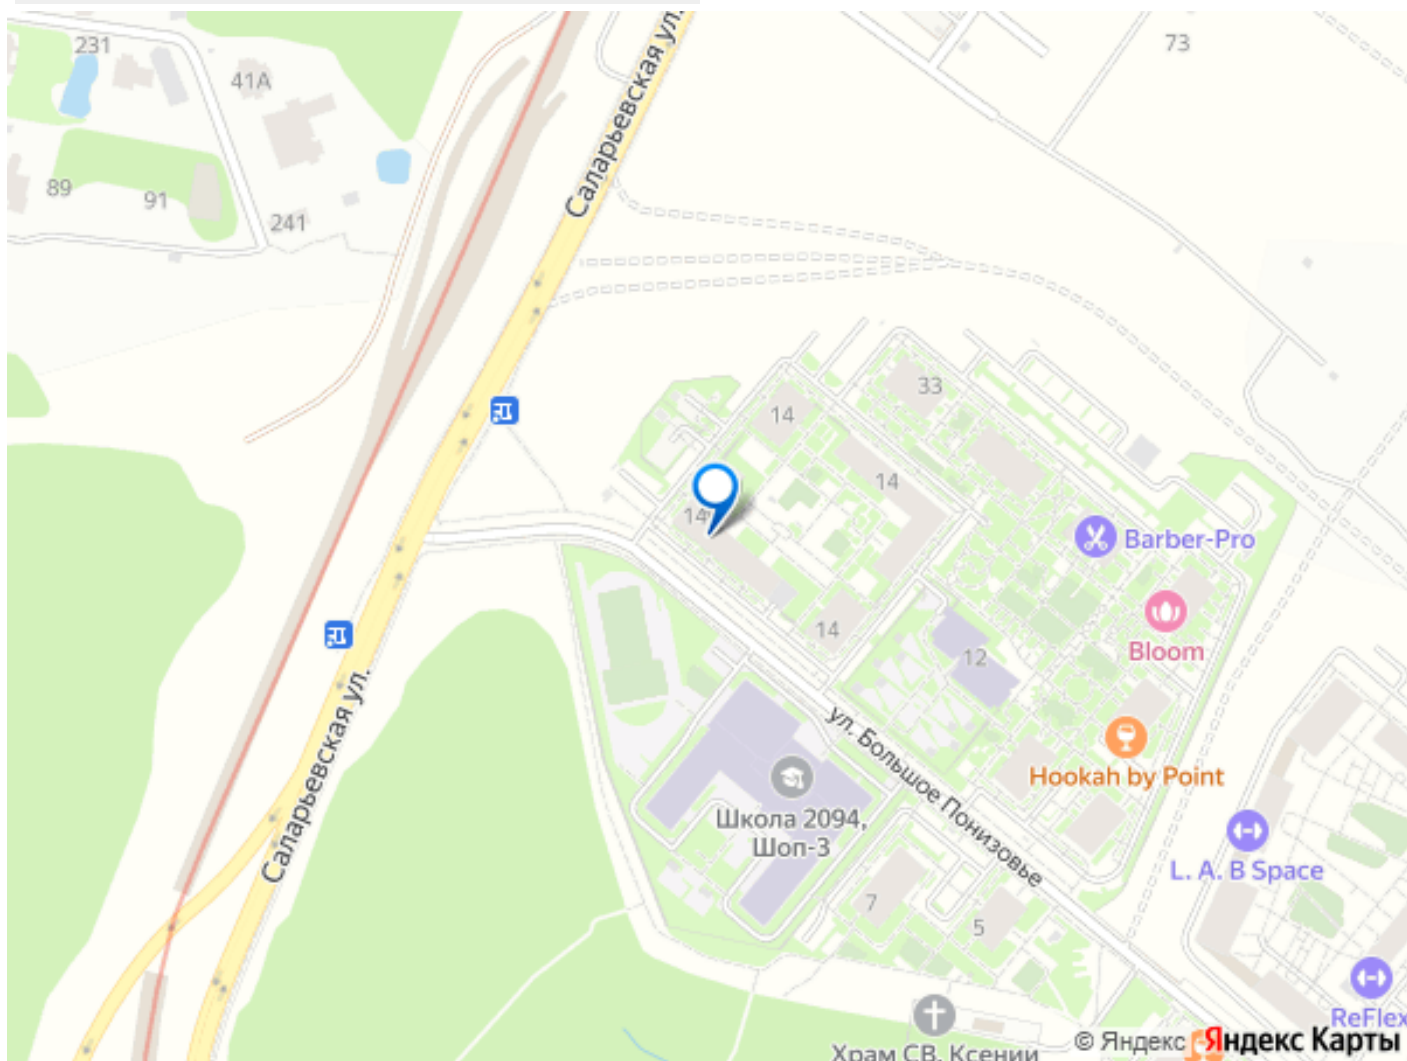 231
41А
73
Саларьевская ул.
89
91
241
33
14
14
14
Barber-Pro
Bloom
14
12
ул. Большое Понизовье
Hookah by Point
Школа 2094,
Шоп-3
Саларьевская ул.
L. A. B Space
7
5
ReFlex
Храм СВ. Ксении
© Яндекс Яндекс Карты